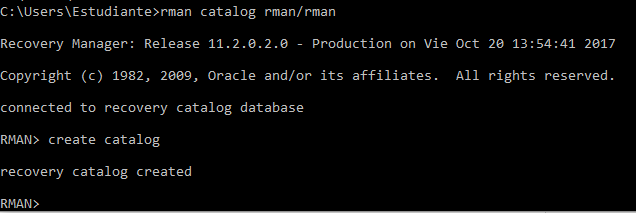 C:\Users\Estudiante>rman catalog rman/rman
Recovery Manager: Release 11.2.0.2.0 - Production on Vie Oct 20 13:54:41 2017
Copyright (c) 1982, 2009, Oracle and/or its affiliates.  All rights reserved.
connected to recovery catalog database
RMAN> create catalog
recovery catalog created
RMAN>